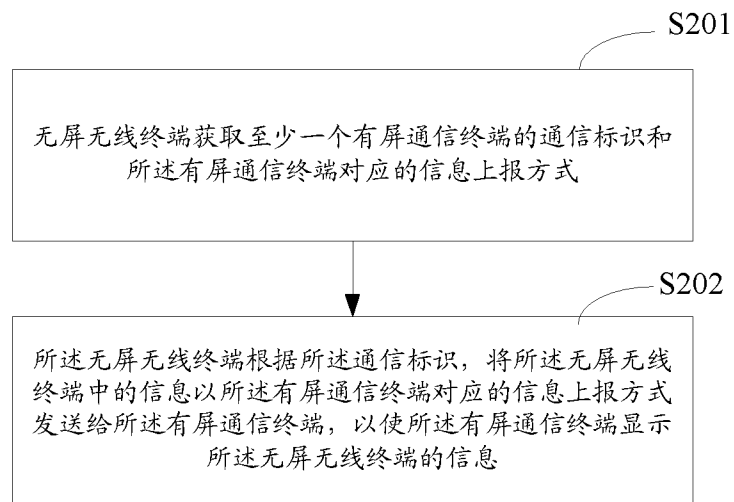 S201
无屏无线终端获取至少一个有屏通信终端的通信标识和
所述有屏通信终端对应的信息上报方式
S202
所述无屏无线终端根据所述通信标识，将所述无屏无线
终端中的信息以所述有屏通信终端对应的信息上报方式
发送给所述有屏通信终端，以使所述有屏通信终端显示
所述无屏无线终端的信息